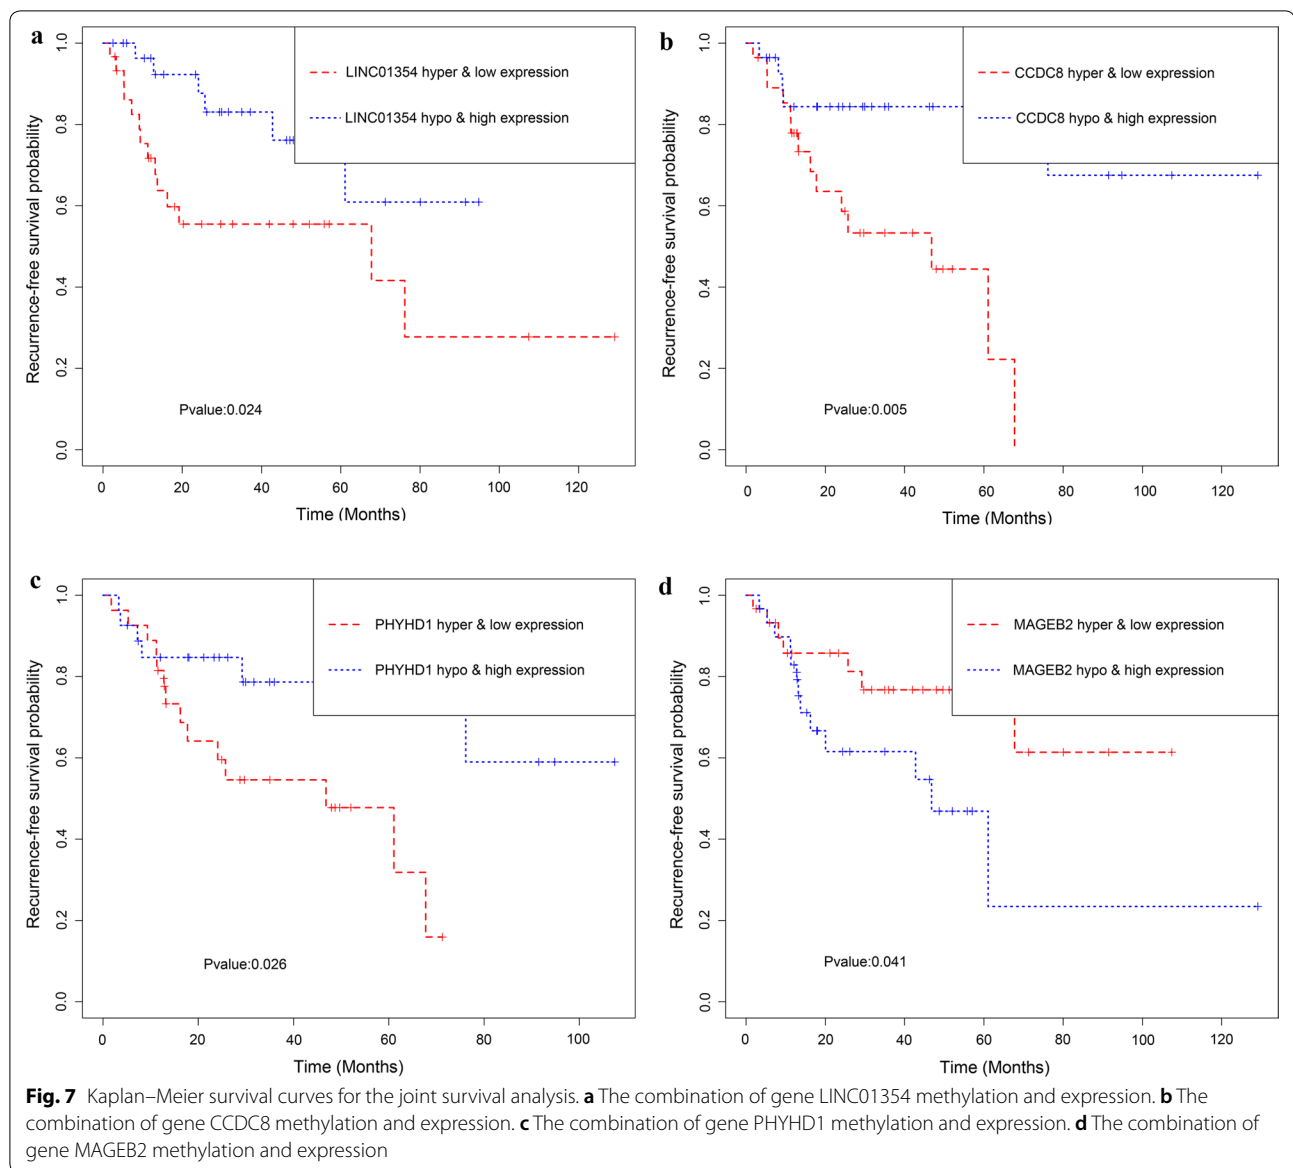 a
LINC01354 hyper & low expression
LINC01354 hypo & high expression
Recurrence-free survival probability
1.0
0.8
0.6
0.4
0.2
0.0
Pvalue:0.024
0 20 40 60 80 100 120
Time (Months)
b
CCDC8 hyper & low expression
CCDC8 hypo & high expression
Recurrence-free survival probability
1.0
0.8
0.6
0.4
0.2
0.0
Pvalue:0.005
0 20 40 60 80 100 120
Time (Months)
c
PHYHD1 hyper & low expression
PHYHD1 hypo & high expression
Recurrence-free survival probability
1.0
0.8
0.6
0.4
0.2
0.0
Pvalue:0.026
0 20 40 60 80 100
Time (Months)
d
MAGEB2 hyper & low expression
MAGEB2 hypo & high expression
Recurrence-free survival probability
1.0
0.8
0.6
0.4
0.2
0.0
Pvalue:0.041
0 20 40 60 80 100 120
Time (Months)
Fig. 7 Kaplan–Meier survival curves for the joint survival analysis. a The combination of gene LINC01354 methylation and expression. b The
combination of gene CCDC8 methylation and expression. c The combination of gene PHYHD1 methylation and expression. d The combination of
gene MAGEB2 methylation and expression